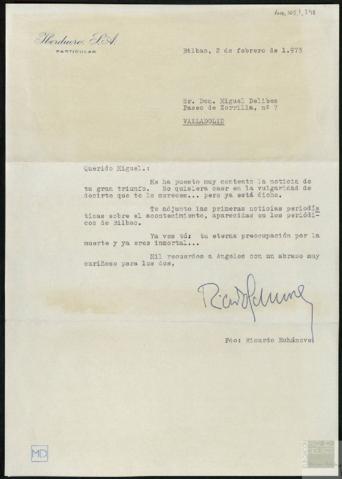 Iberduero, S.A.
PARTICULAR
Bilbao, 2 de febrero de 1.973
Sr. Don. Miguel Delibes
Paseo de Zorrilla, nº 7
VALLADOLID
Querido Miguel.:
Me ha puesto muy contento la noticia de
tu gran triunfo. No quisiera caer en la vulgaridad de
decirte que te lo mereces... pero ya está dicho.
Te adjunto las primeras noticias periodís
ticas sobre el acontecimiento, aparecidas en los periódi
cos de Bilbao.
Ya ves tú: tu eterna preocupación por la
muerte y ya eres inmortal...
Mil recuerdos a Angeles con un abrazo muy
cariñoso para los dos,
Fdo: Ricardo
MD